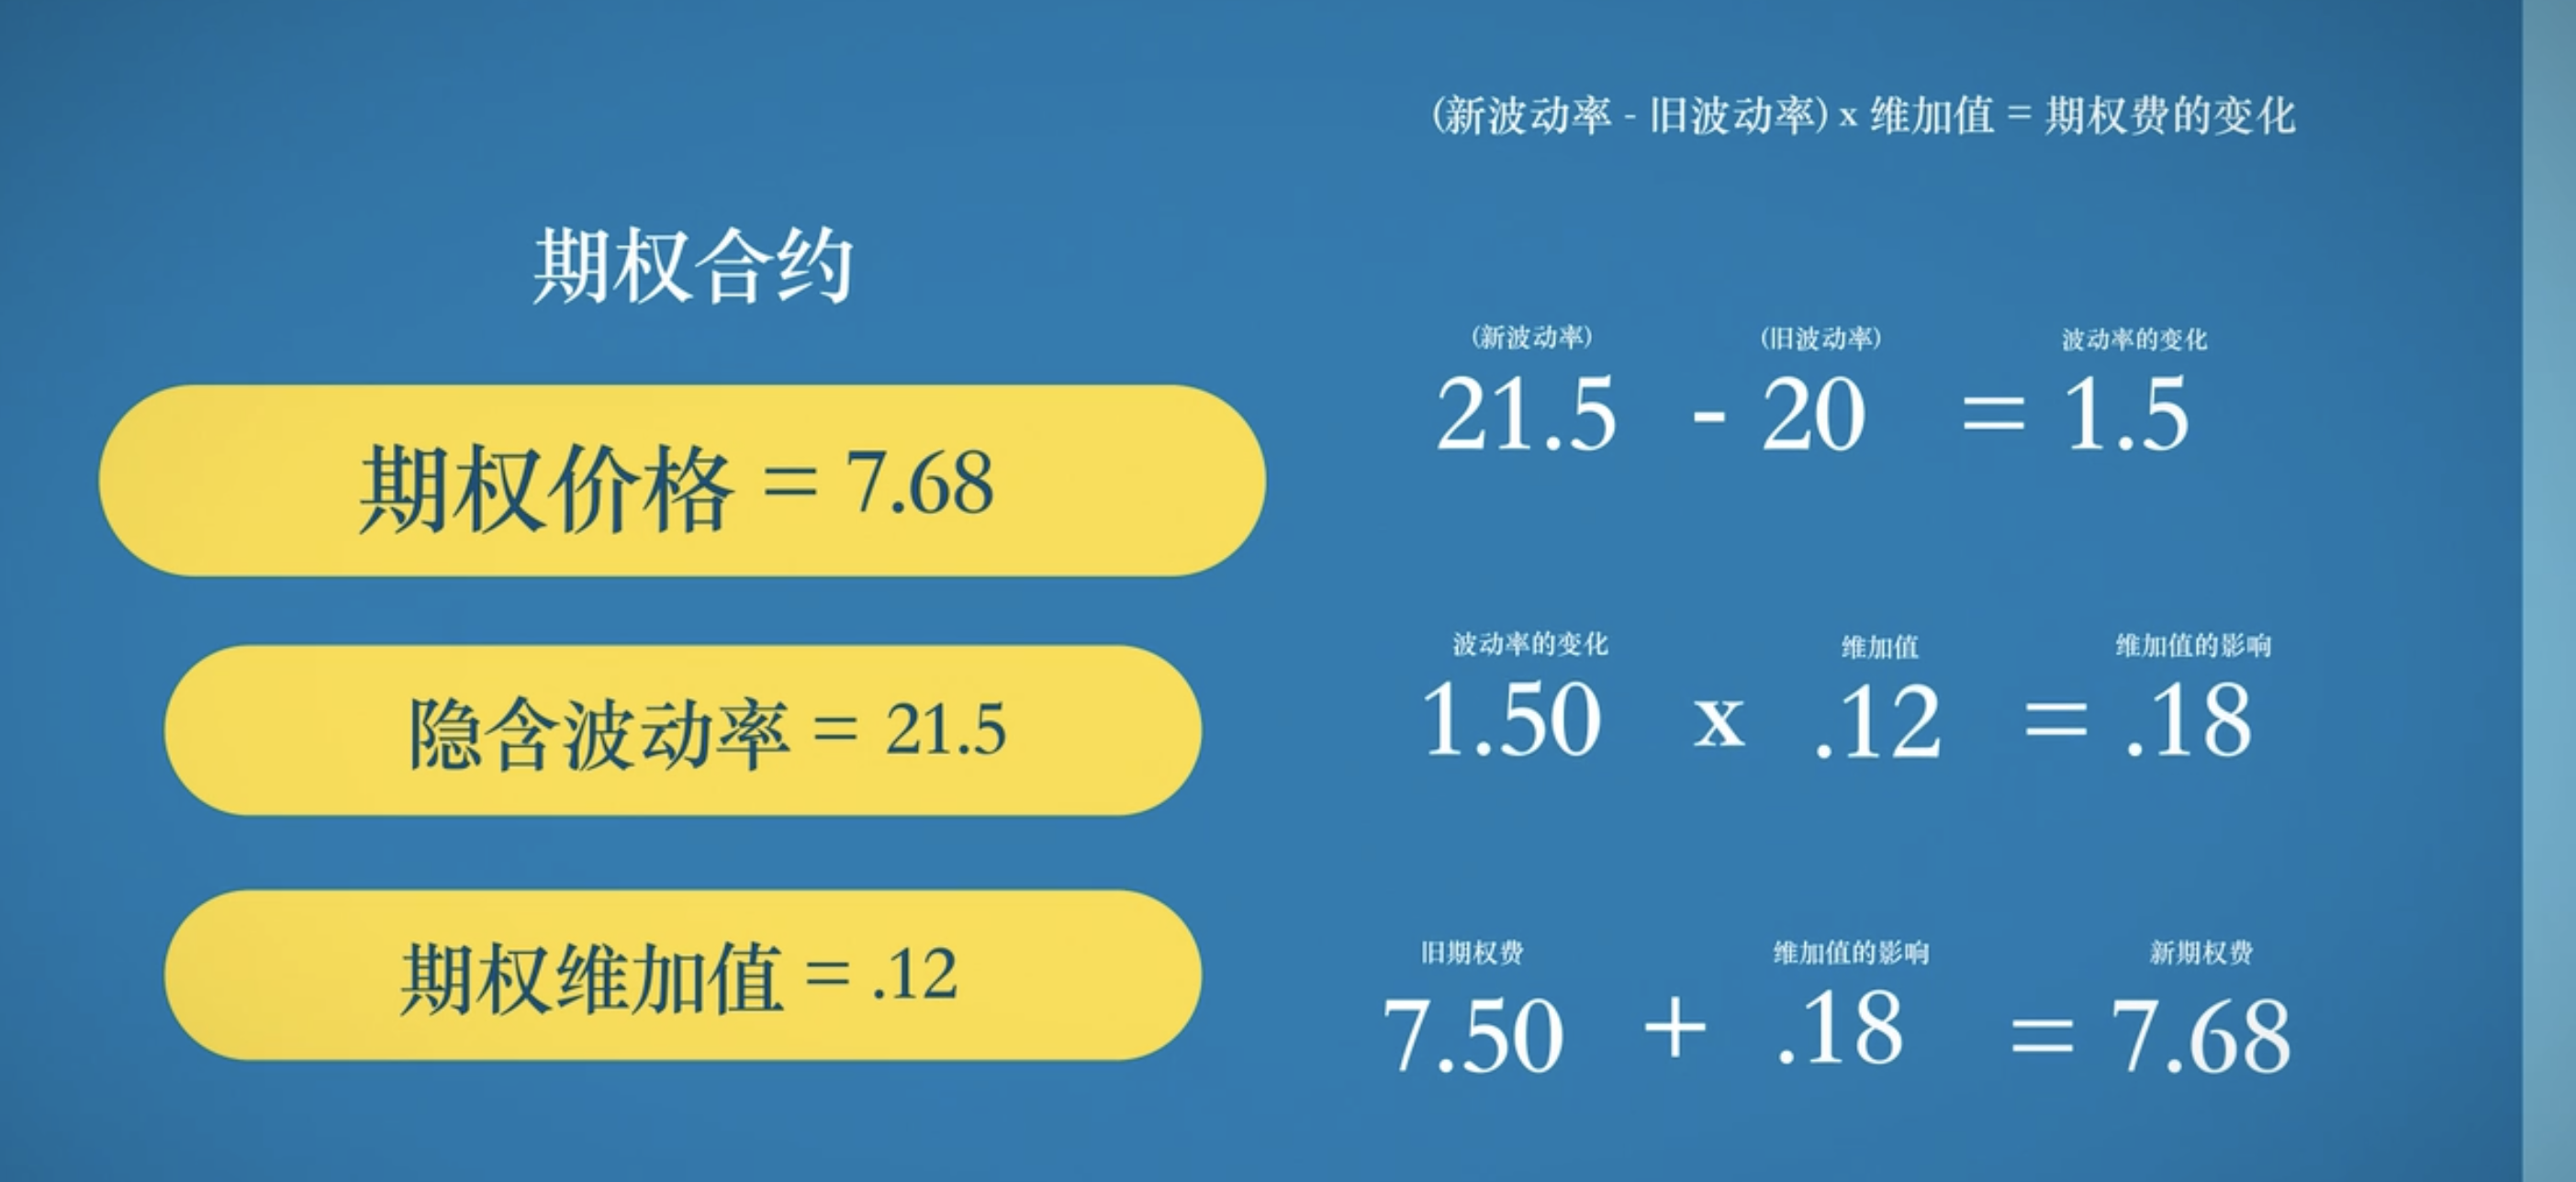 (新波动率 - 旧波动率) x 维加值 = 期权费的变化
期权合约
期权价格 = 7.68
隐含波动率 = 21.5
期权维加值 = .12
(新波动率) (旧波动率) 波动率的变化
21.5 - 20 = 1.5
波动率的变化 维加值 维加值的影响
1.50 x .12 = .18
旧期权费 维加值的影响 新期权费
7.50 + .18 = 7.68